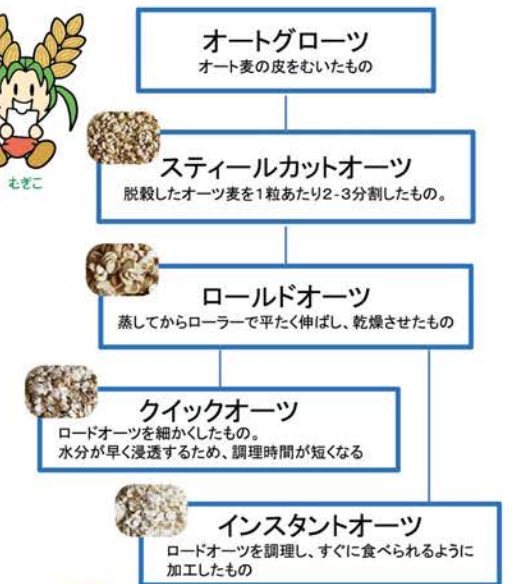 オートグローツ
オート麦の皮をむいたもの
むぎこ
スティールカットオーツ
脱穀したオーツ麦を1粒あたり2-3分割したもの。
ロールドオーツ
蒸してからローラーで平たく伸ばし、乾燥させたもの
クイックオーツ
ロードオーツを細かくしたもの。
水分が早く浸透するため、調理時間が短くなる
インスタントオーツ
ロードオーツを調理し、すぐに食べられるように
加工したもの